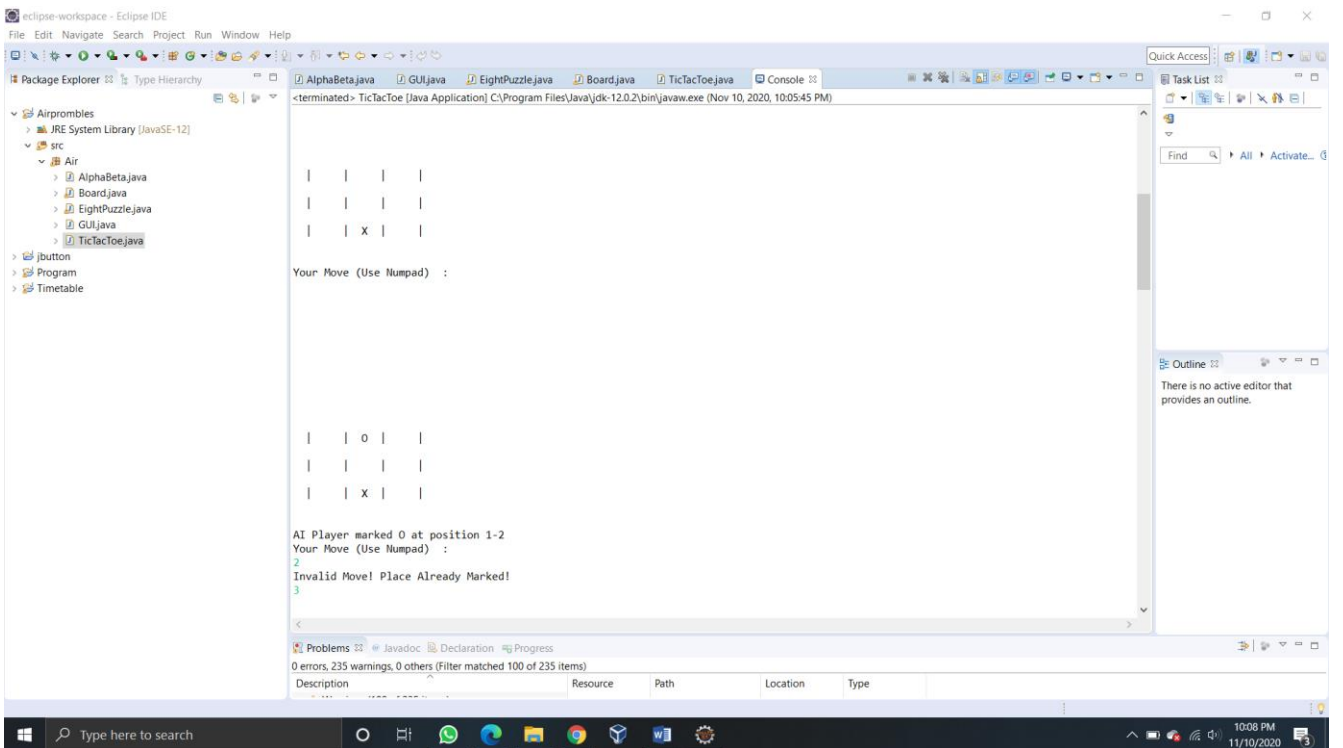 eclipse-workspace - Eclipse IDE
File Edit Navigate Search Project Run Window Help
Quick Access
Package Explorer Type Hierarchy
Airprombles
JRE System Library [JavaSE-12]
src
Air
AlphaBeta.java
Board.java
EightPuzzle.java
GUI.java
TicTacToe.java
jbutton
Program
Timetable
AlphaBeta.java GUI.java EightPuzzle.java Board.java TicTacToe.java Console
<terminated> TicTacToe [Java Application] C:\Program Files\Java\jdk-12.0.2\bin\javaw.exe (Nov 10, 2020, 10:05:45 PM)
| | | |
| | | |
| | X | |
Your Move (Use Numpad) :
| | O | |
| | | |
| | X | |
AI Player marked O at position 1-2
Your Move (Use Numpad) :
2
Invalid Move! Place Already Marked!
3
Problems Javadoc Declaration Progress
0 errors, 235 warnings, 0 others (Filter matched 100 of 235 items)
Description Resource Path Location Type
Task List
Find All Activate...
Outline
There is no active editor that
provides an outline.
Type here to search
10:08 PM
11/10/2020
3